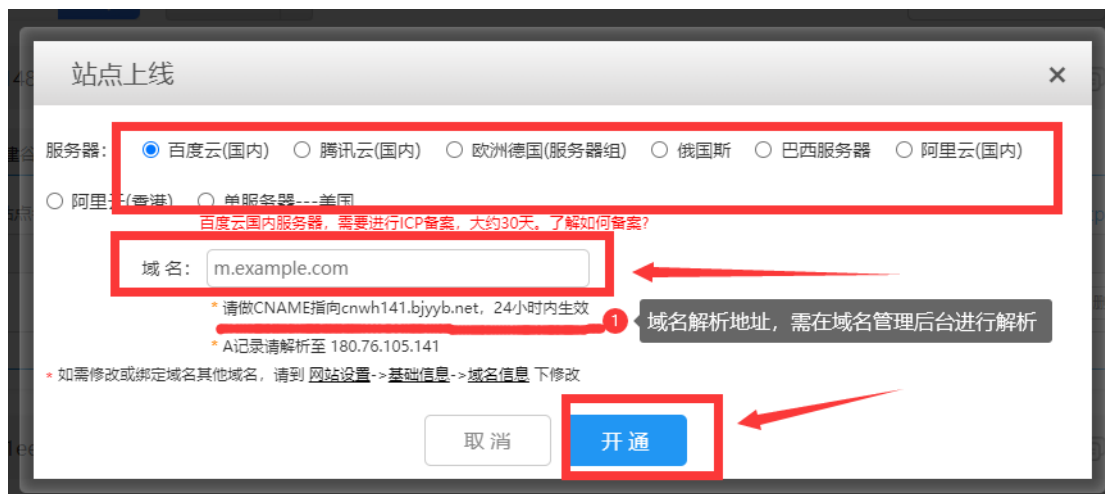 站点上线
服务器： 百度云(国内) 腾讯云(国内) 欧洲德国(服务器组) 俄国斯 巴西服务器 阿里云(国内)
阿里云(香港) 单服务器---美国
百度云国内服务器，需要进行ICP备案，大约30天。了解如何备案?
域 名： m.example.com
* 请做CNAME指向cnwh141.bjyyb.net，24小时内生效
1 域名解析地址，需在域名管理后台进行解析
* A记录请解析至 180.76.105.141
* 如需修改或绑定域名其他域名，请到 网站设置->基础信息->域名信息 下修改
取 消 开 通